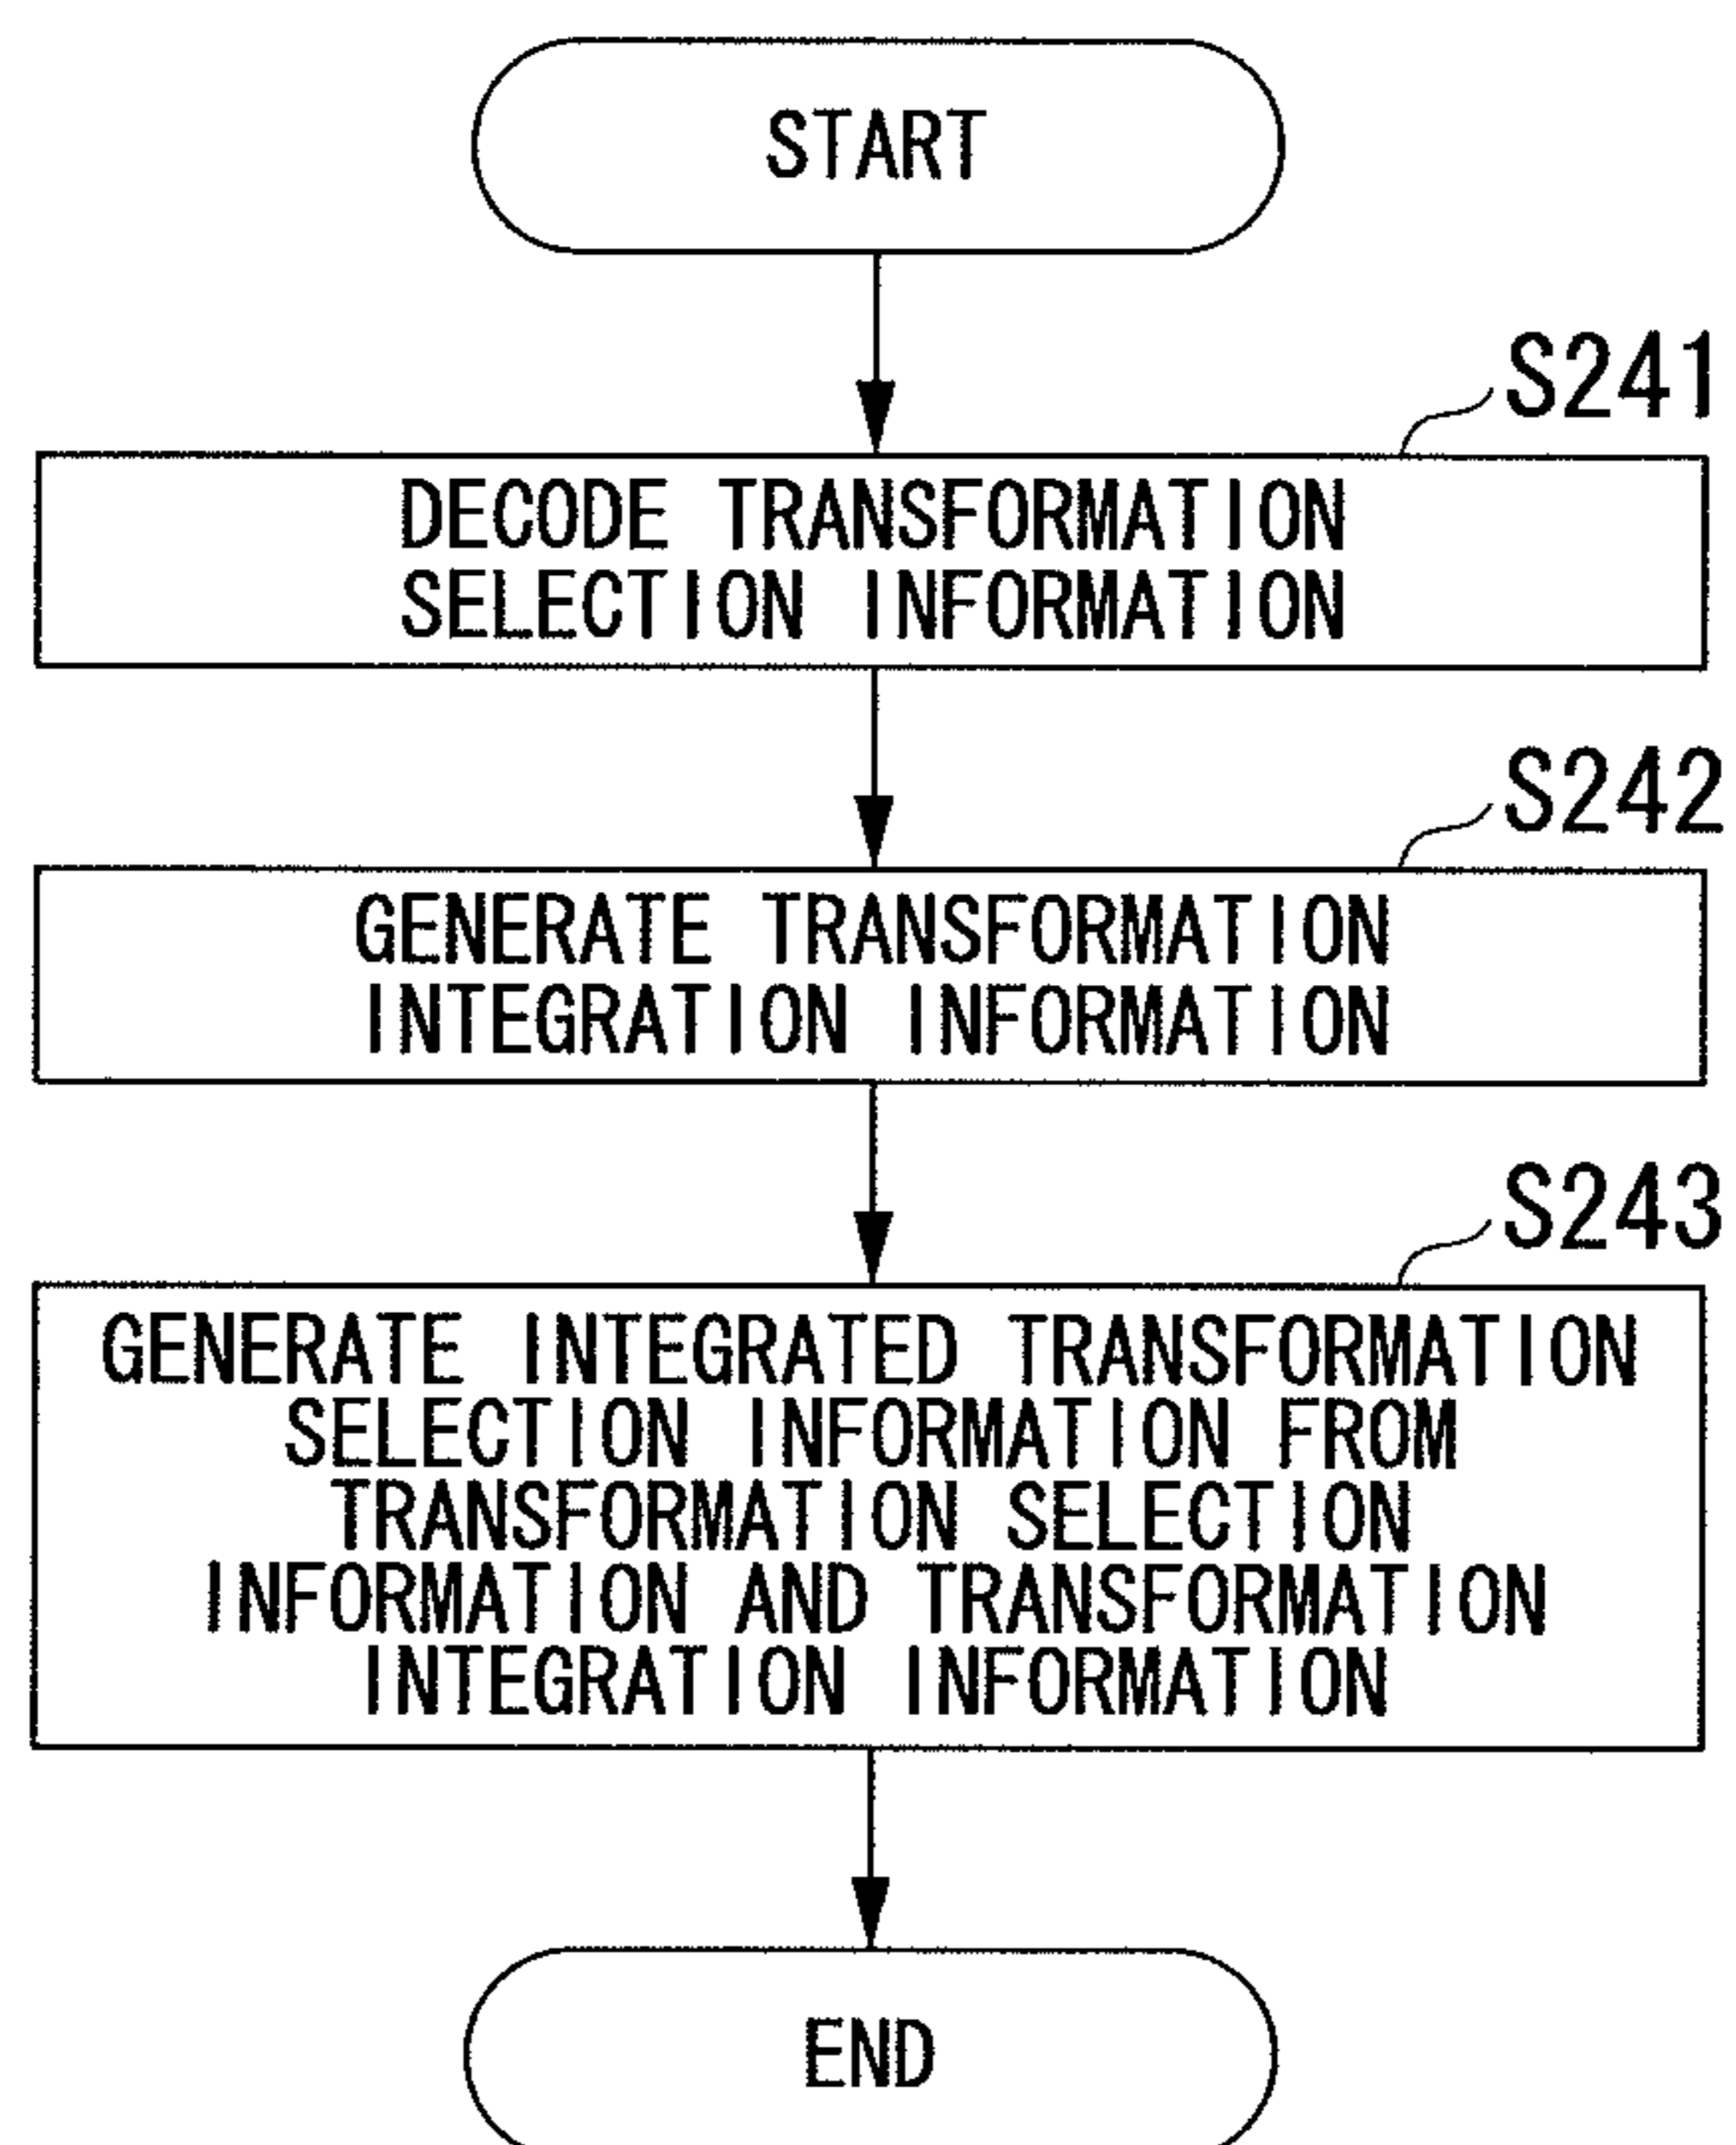 START
S241
DECODE TRANSFORMATION
SELECTION INFORMATION
S242
GENERATE TRANSFORMATION
INTEGRATION INFORMATION
S243
GENERATE INTEGRATED TRANSFORMATION
SELECTION INFORMATION FROM
TRANSFORMATION SELECTION
INFORMATION AND TRANSFORMATION
INTEGRATION INFORMATION
END